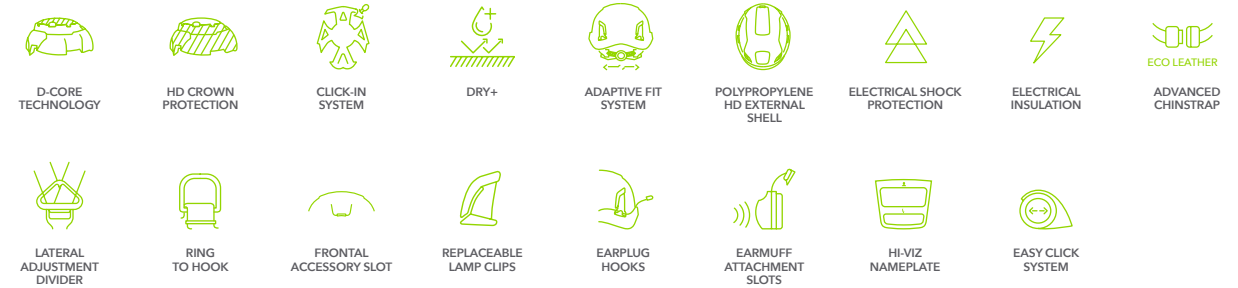 ECO LEATHER
D-CORE
TECHNOLOGY
HD CROWN
PROTECTION
CLICK-IN
SYSTEM
DRY+
ADAPTIVE FIT
SYSTEM
POLYPROPYLENE
HD EXTERNAL
SHELL
ELECTRICAL SHOCK
PROTECTION
ELECTRICAL
INSULATION
ADVANCED
CHINSTRAP
LATERAL
ADJUSTMENT
DIVIDER
RING
TO HOOK
FRONTAL
ACCESSORY SLOT
REPLACEABLE
LAMP CLIPS
EARPLUG
HOOKS
EARMUFF
ATTACHMENT
SLOTS
HI-VIZ
NAMEPLATE
EASY CLICK
SYSTEM